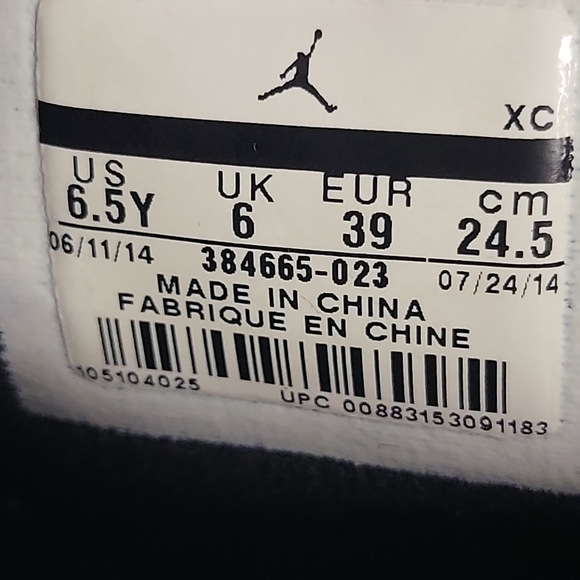 XC
US UK EUR cm
6.5Y 6 39 24.5
06/11/14 384665-023 07/24/14
MADE IN CHINA
FABRIQUE EN CHINE
105104025 UPC 00883153091183